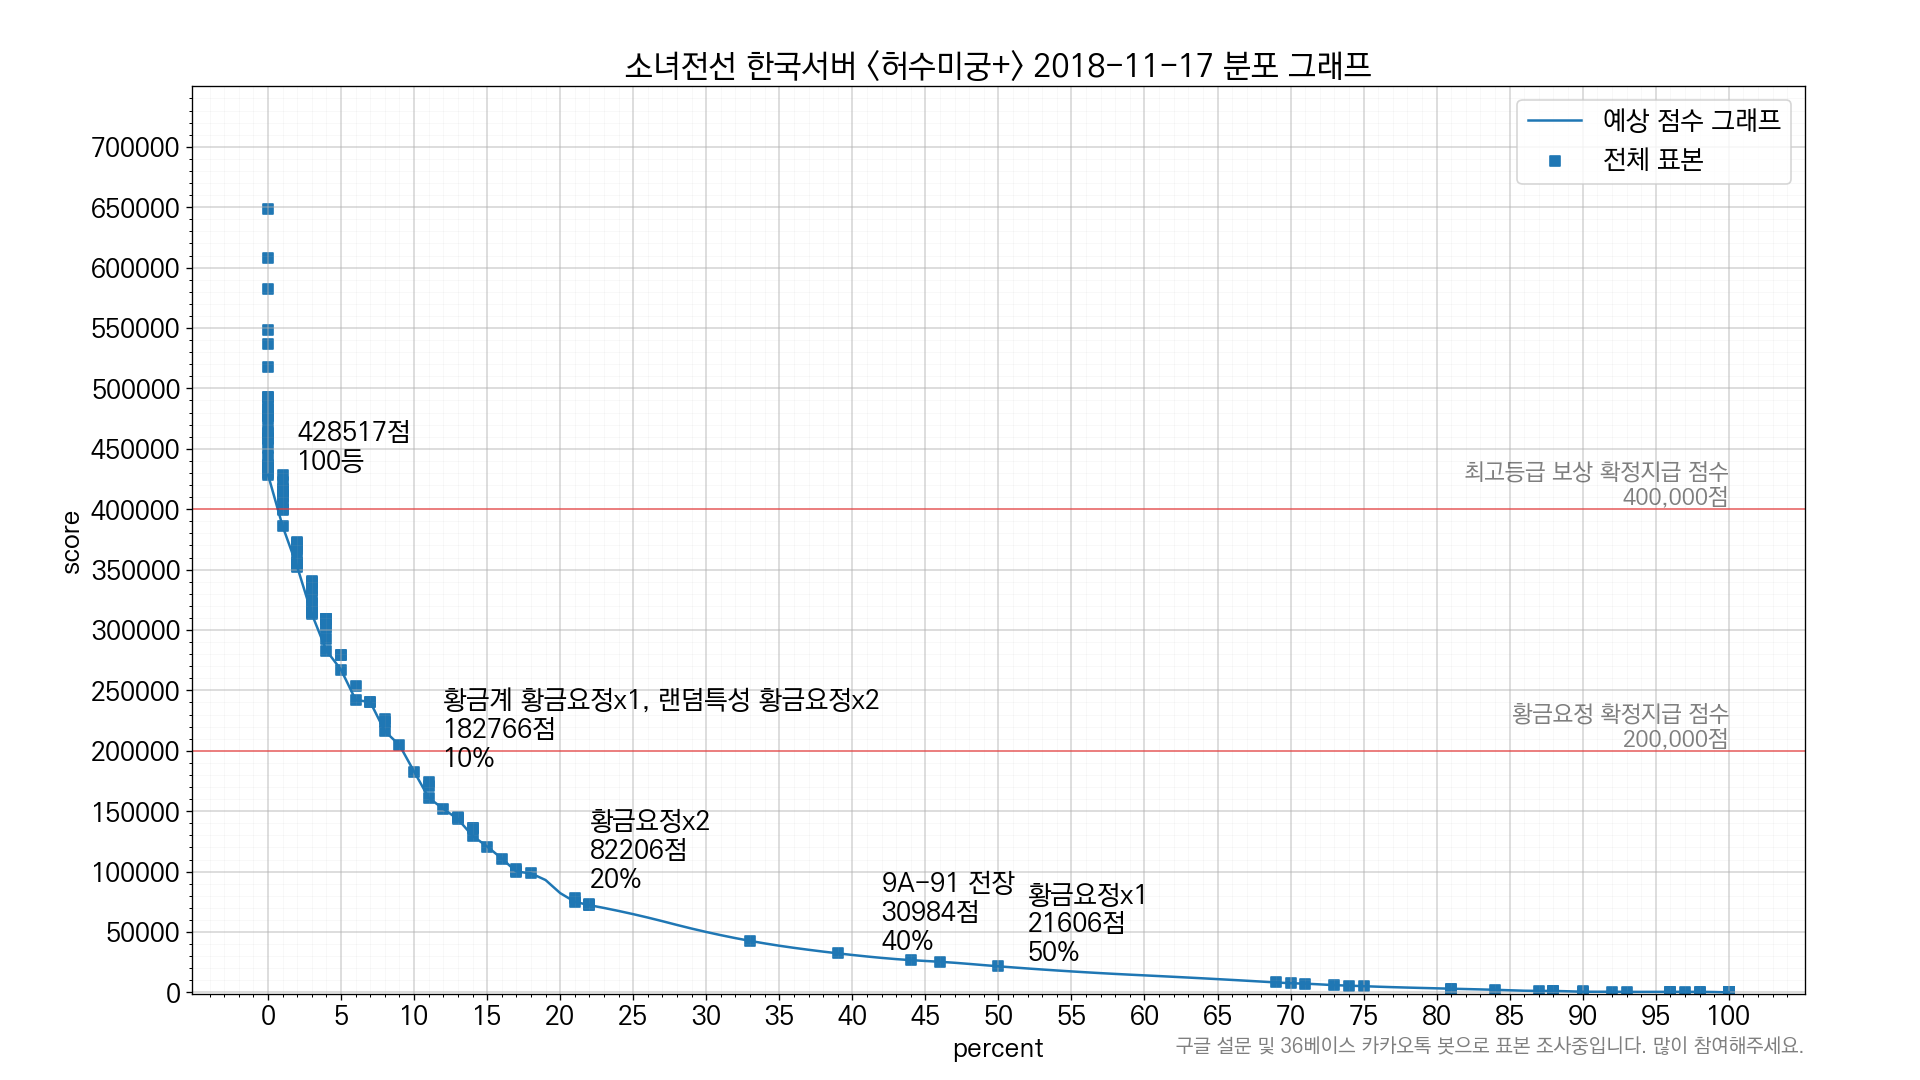 소녀전선 한국서버 <허수미궁+> 2018-11-17 분포 그래프
예상 점수 그래프
전체 표본
700000
650000
600000
550000
500000
450000
400000
350000
300000
250000
200000
150000
100000
50000
0
score
428517점
100등
최고등급 보상 확정지급 점수
400,000점
황금계 황금요정x1, 랜덤특성 황금요정x2
182766점
10%
황금요정 확정지급 점수
200,000점
황금요정x2
82206점
20%
9A-91 전장
30984점
40%
황금요정x1
21606점
50%
0 5 10 15 20 25 30 35 40 45 50 55 60 65 70 75 80 85 90 95 100
percent
구글 설문 및 36베이스 카카오톡 봇으로 표본 조사중입니다. 많이 참여해주세요.